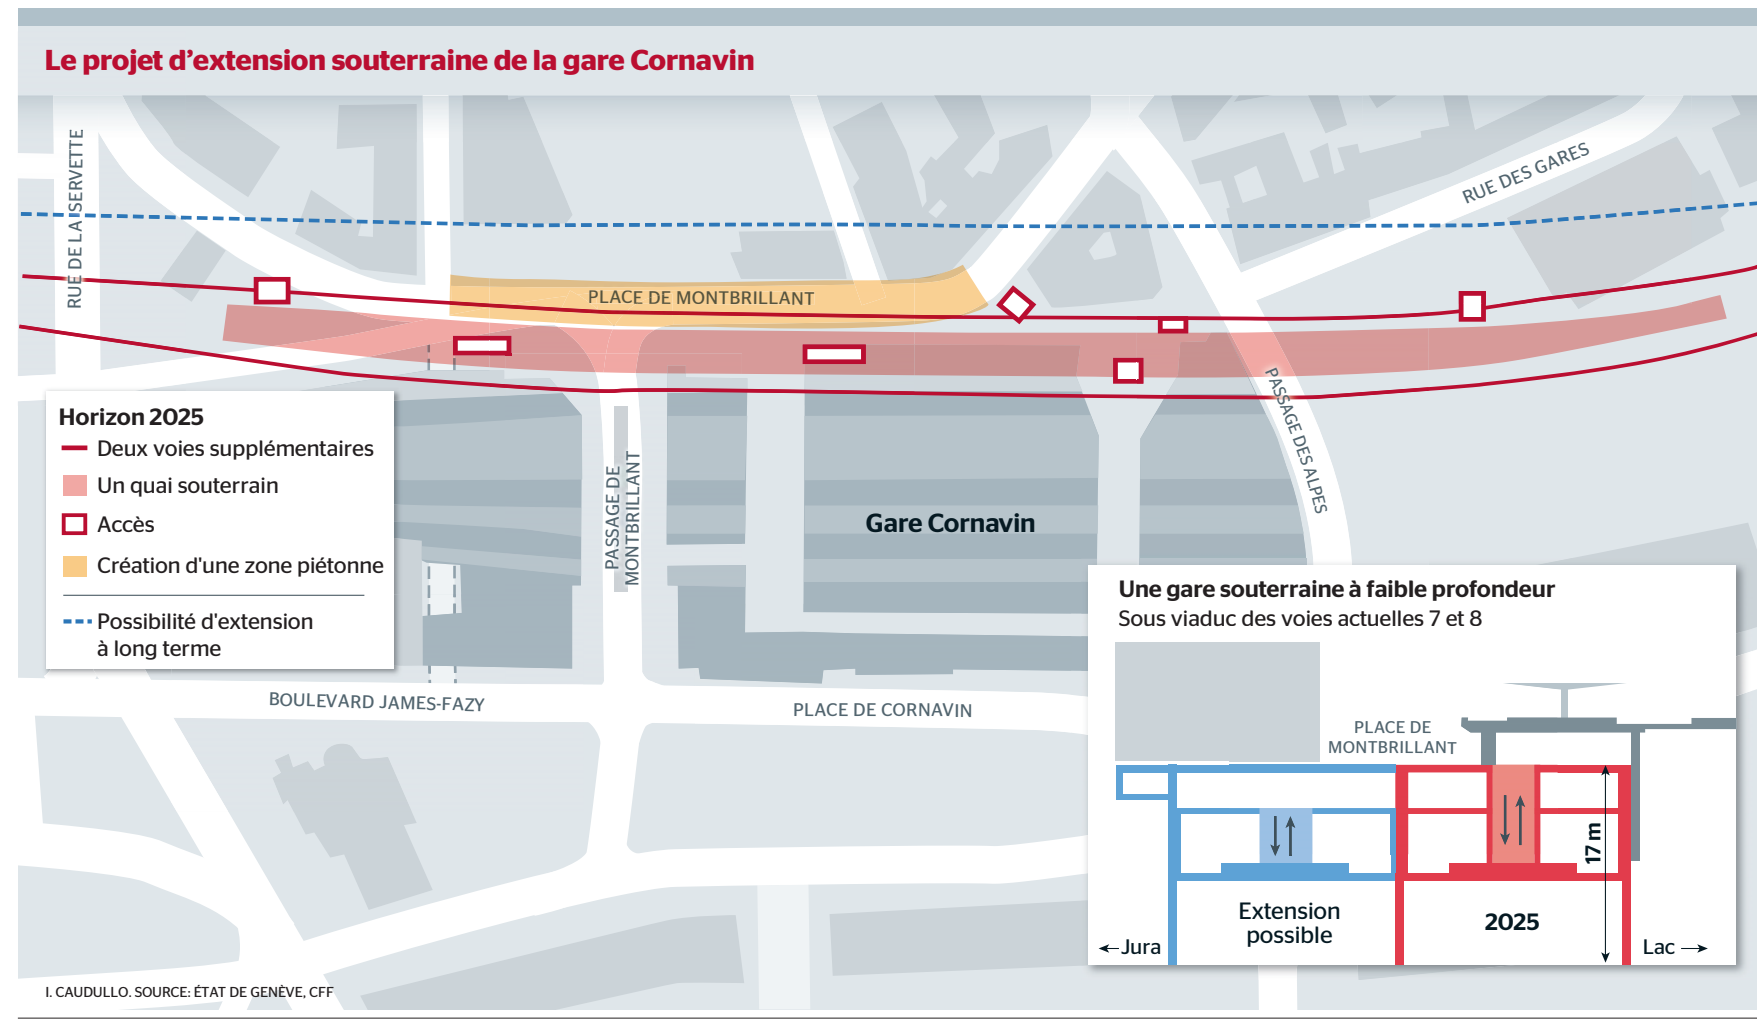 Le projet d'extension souterraine de la gare Cornavin
RUE DE LA SERVETTE
RUE DES GARES
PLACE DE MONTBRILLANT
PASSAGE DES ALPES
Horizon 2025
Deux voies supplémentaires
Un quai souterrain
Accès
Création d'une zone piétonne
Possibilité d'extension
à long terme
PASSAGE DE
MONTBRILLANT
Gare Cornavin
BOULEVARD JAMES-FAZY
PLACE DE CORNAVIN
Une gare souterraine à faible profondeur
Sous viaduc des voies actuelles 7 et 8
PLACE DE
MONTBRILLANT
17 m
Extension
possible
2025
←Jura
Lac→
I. CAUDULLO. SOURCE: ÉTAT DE GENÈVE, CFF